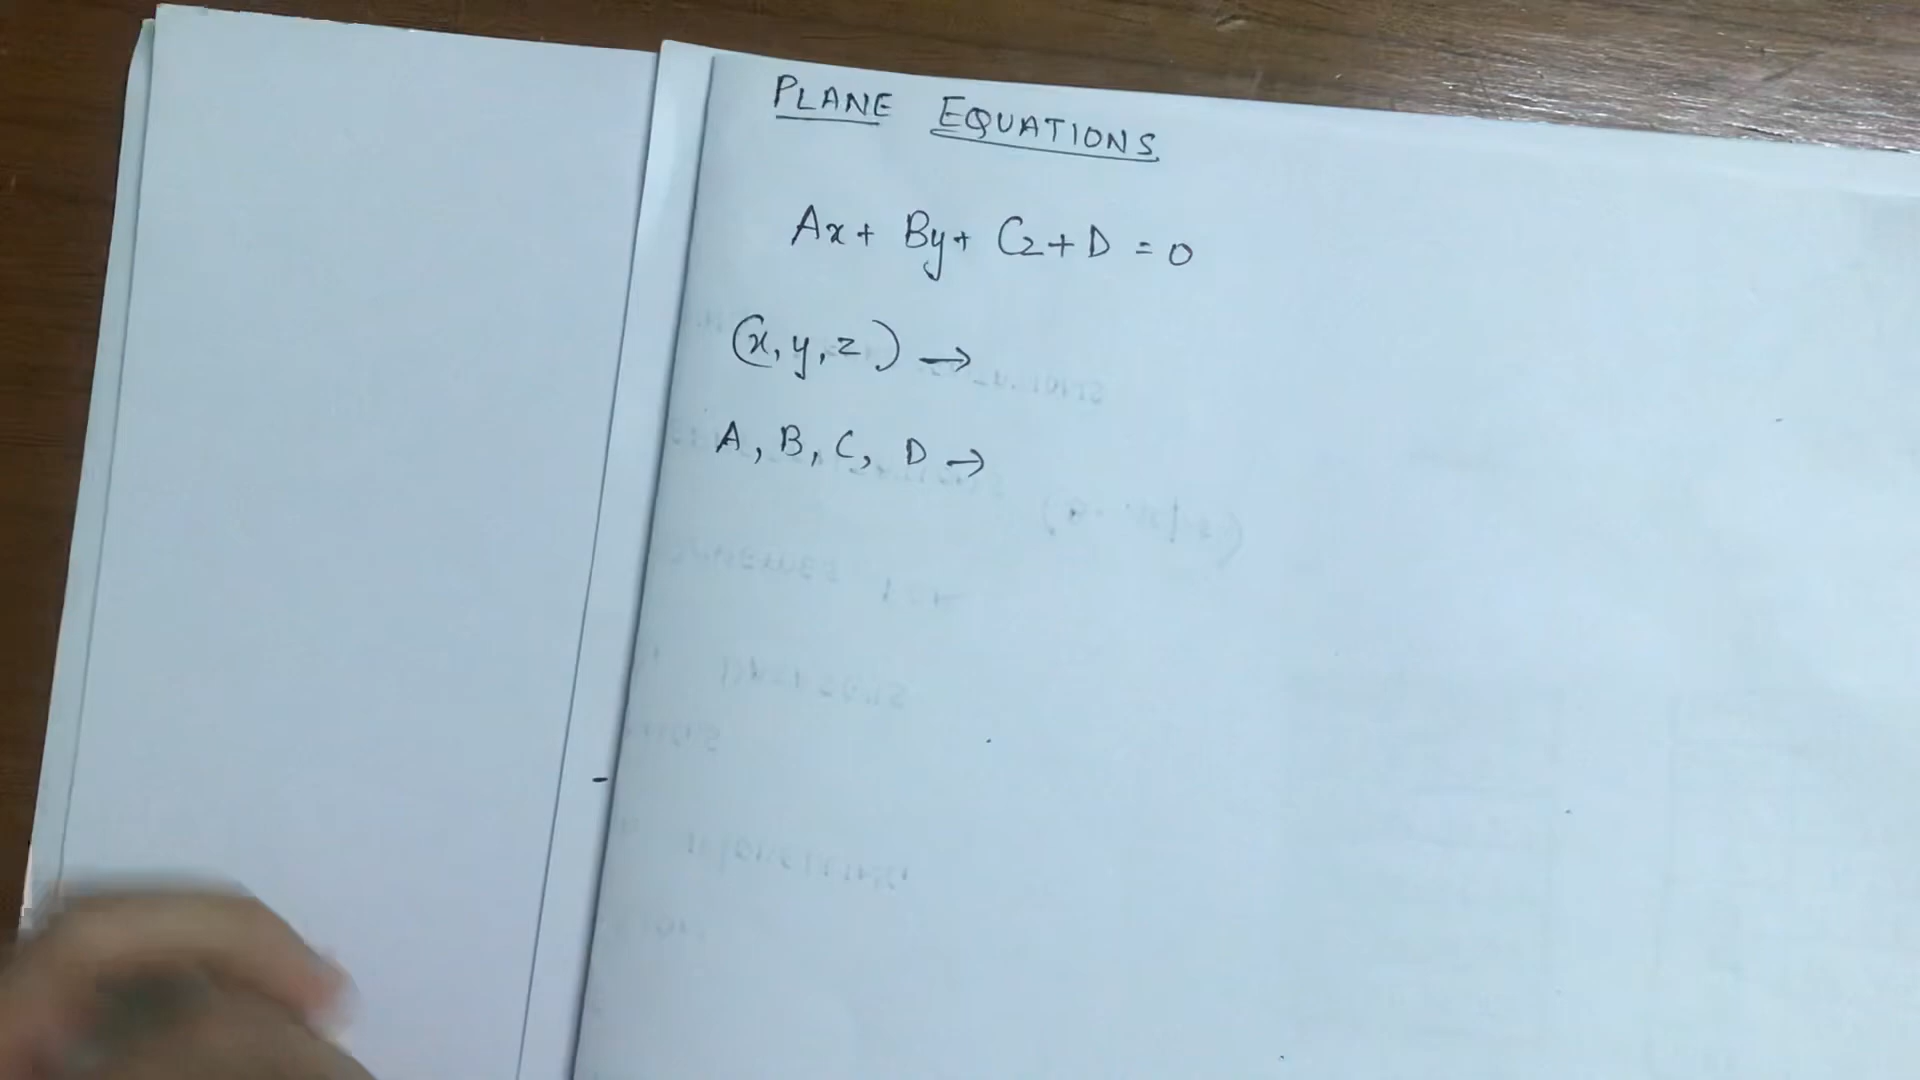 PLANE EQUATIONS
Ax + By + Cz + D = 0
(x, y, z) →
A, B, C, D →